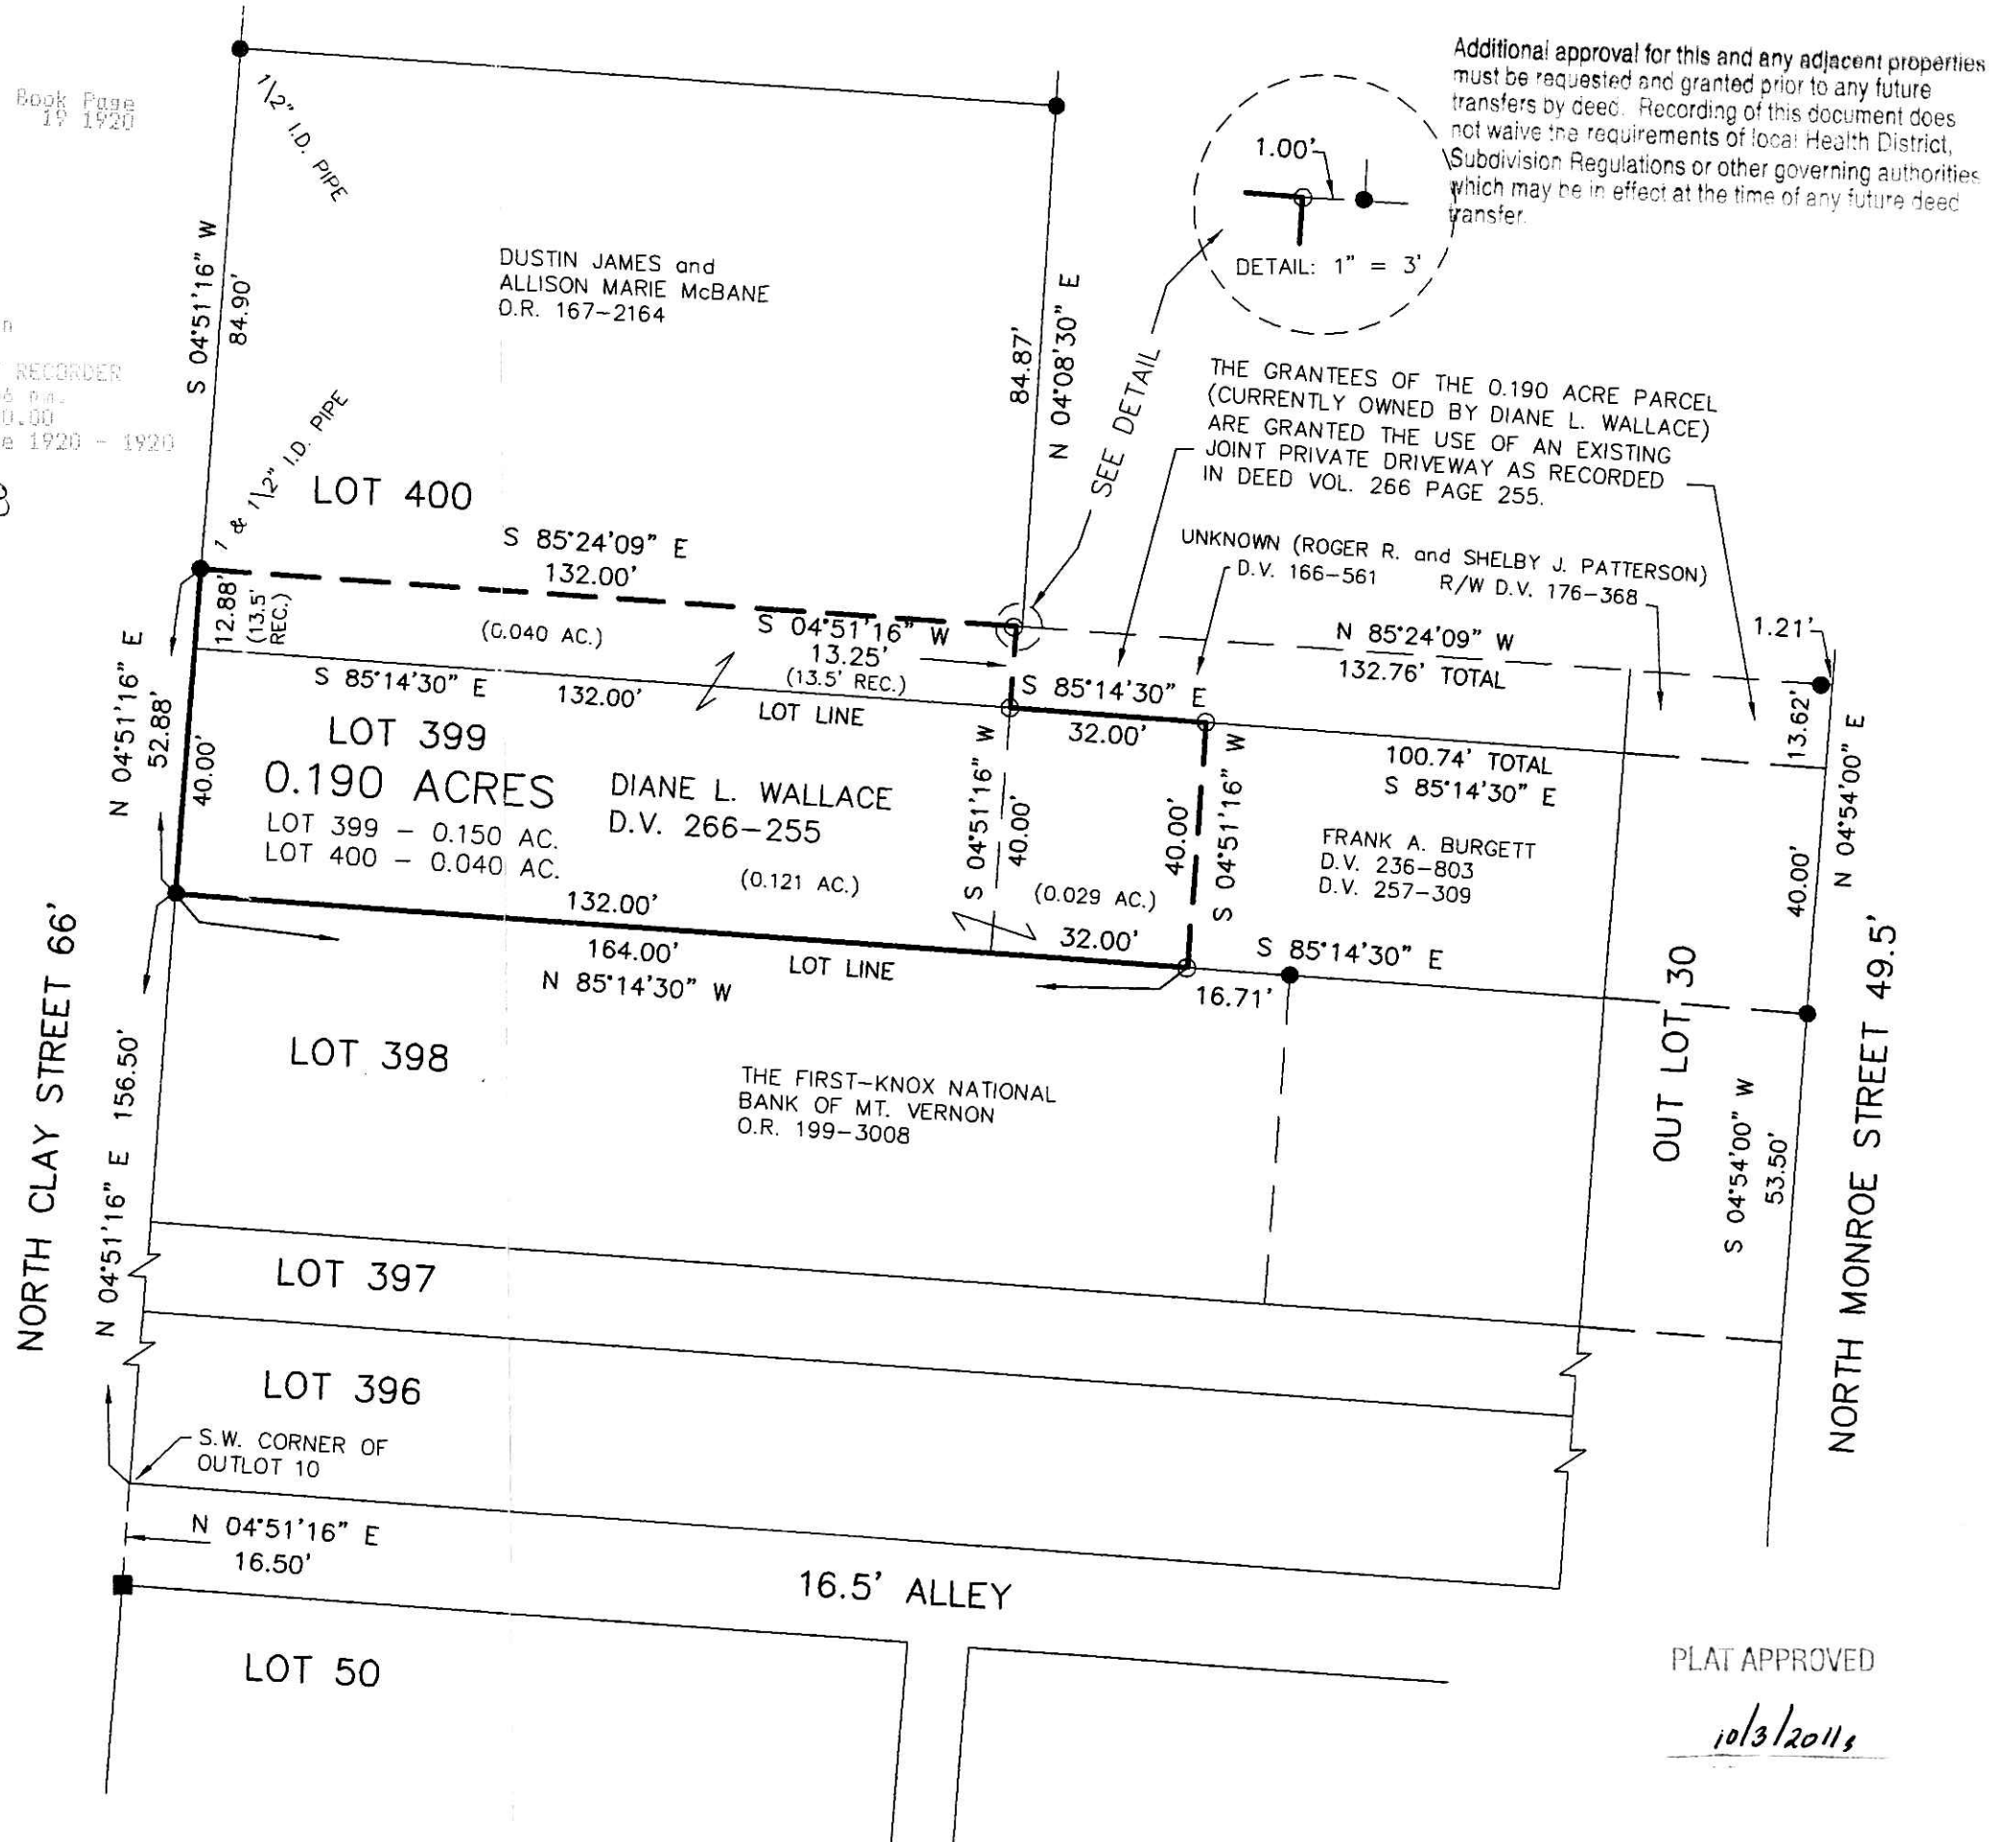 Book Page
19 1920
RECORDER
0.00
1920 - 1920
Additional approval for this and any adjacent properties
must be requested and granted prior to any future
transfers by deed. Recording of this document does
not waive the requirements of local Health District,
Subdivision Regulations or other governing authorities
which may be in effect at the time of any future deed
transfer.
1.00'
DETAIL: 1" = 3'
1/2" I.D. PIPE
S 04°51'16" W
84.90'
DUSTIN JAMES and
ALLISON MARIE McBANE
O.R. 167-2164
84.87'
N 04°08'30" E
SEE DETAIL
THE GRANTEES OF THE 0.190 ACRE PARCEL
(CURRENTLY OWNED BY DIANE L. WALLACE)
ARE GRANTED THE USE OF AN EXISTING
JOINT PRIVATE DRIVEWAY AS RECORDED
IN DEED VOL. 266 PAGE 255.
1 & 1 1/2" I.D. PIPE
LOT 400
S 85°24'09" E
132.00'
UNKNOWN (ROGER R. and SHELBY J. PATTERSON)
D.V. 166-561 R/W D.V. 176-368
12.88'
(13.5'
REC.)
(0.040 AC.)
S 04°51'16" W
13.25'
(13.5' REC.)
N 85°24'09" W
132.76' TOTAL
1.21'
N 04°51'16" E
52.88'
S 85°14'30" E 132.00'
LOT LINE
S 85°14'30" E
32.00'
13.62'
N 04°54'00" E
40.00'
LOT 399
0.190 ACRES
LOT 399 - 0.150 AC.
LOT 400 - 0.040 AC.
DIANE L. WALLACE
D.V. 266-255
(0.121 AC.)
S 04°51'16" W
40.00'
(0.029 AC.)
40.00'
S 04°51'16" W
100.74' TOTAL
S 85°14'30" E
FRANK A. BURGETT
D.V. 236-803
D.V. 257-309
40.00'
132.00'
164.00'
N 85°14'30" W
LOT LINE
32.00'
S 85°14'30" E
16.71'
NORTH CLAY STREET 66'
N 04°51'16" E 156.50'
LOT 398
THE FIRST-KNOX NATIONAL
BANK OF MT. VERNON
O.R. 199-3008
OUT LOT 30
S 04°54'00" W
53.50'
NORTH MONROE STREET 49.5'
LOT 397
LOT 396
S.W. CORNER OF
OUTLOT 10
N 04°51'16" E
16.50'
16.5' ALLEY
LOT 50
PLAT APPROVED
10/3/2011